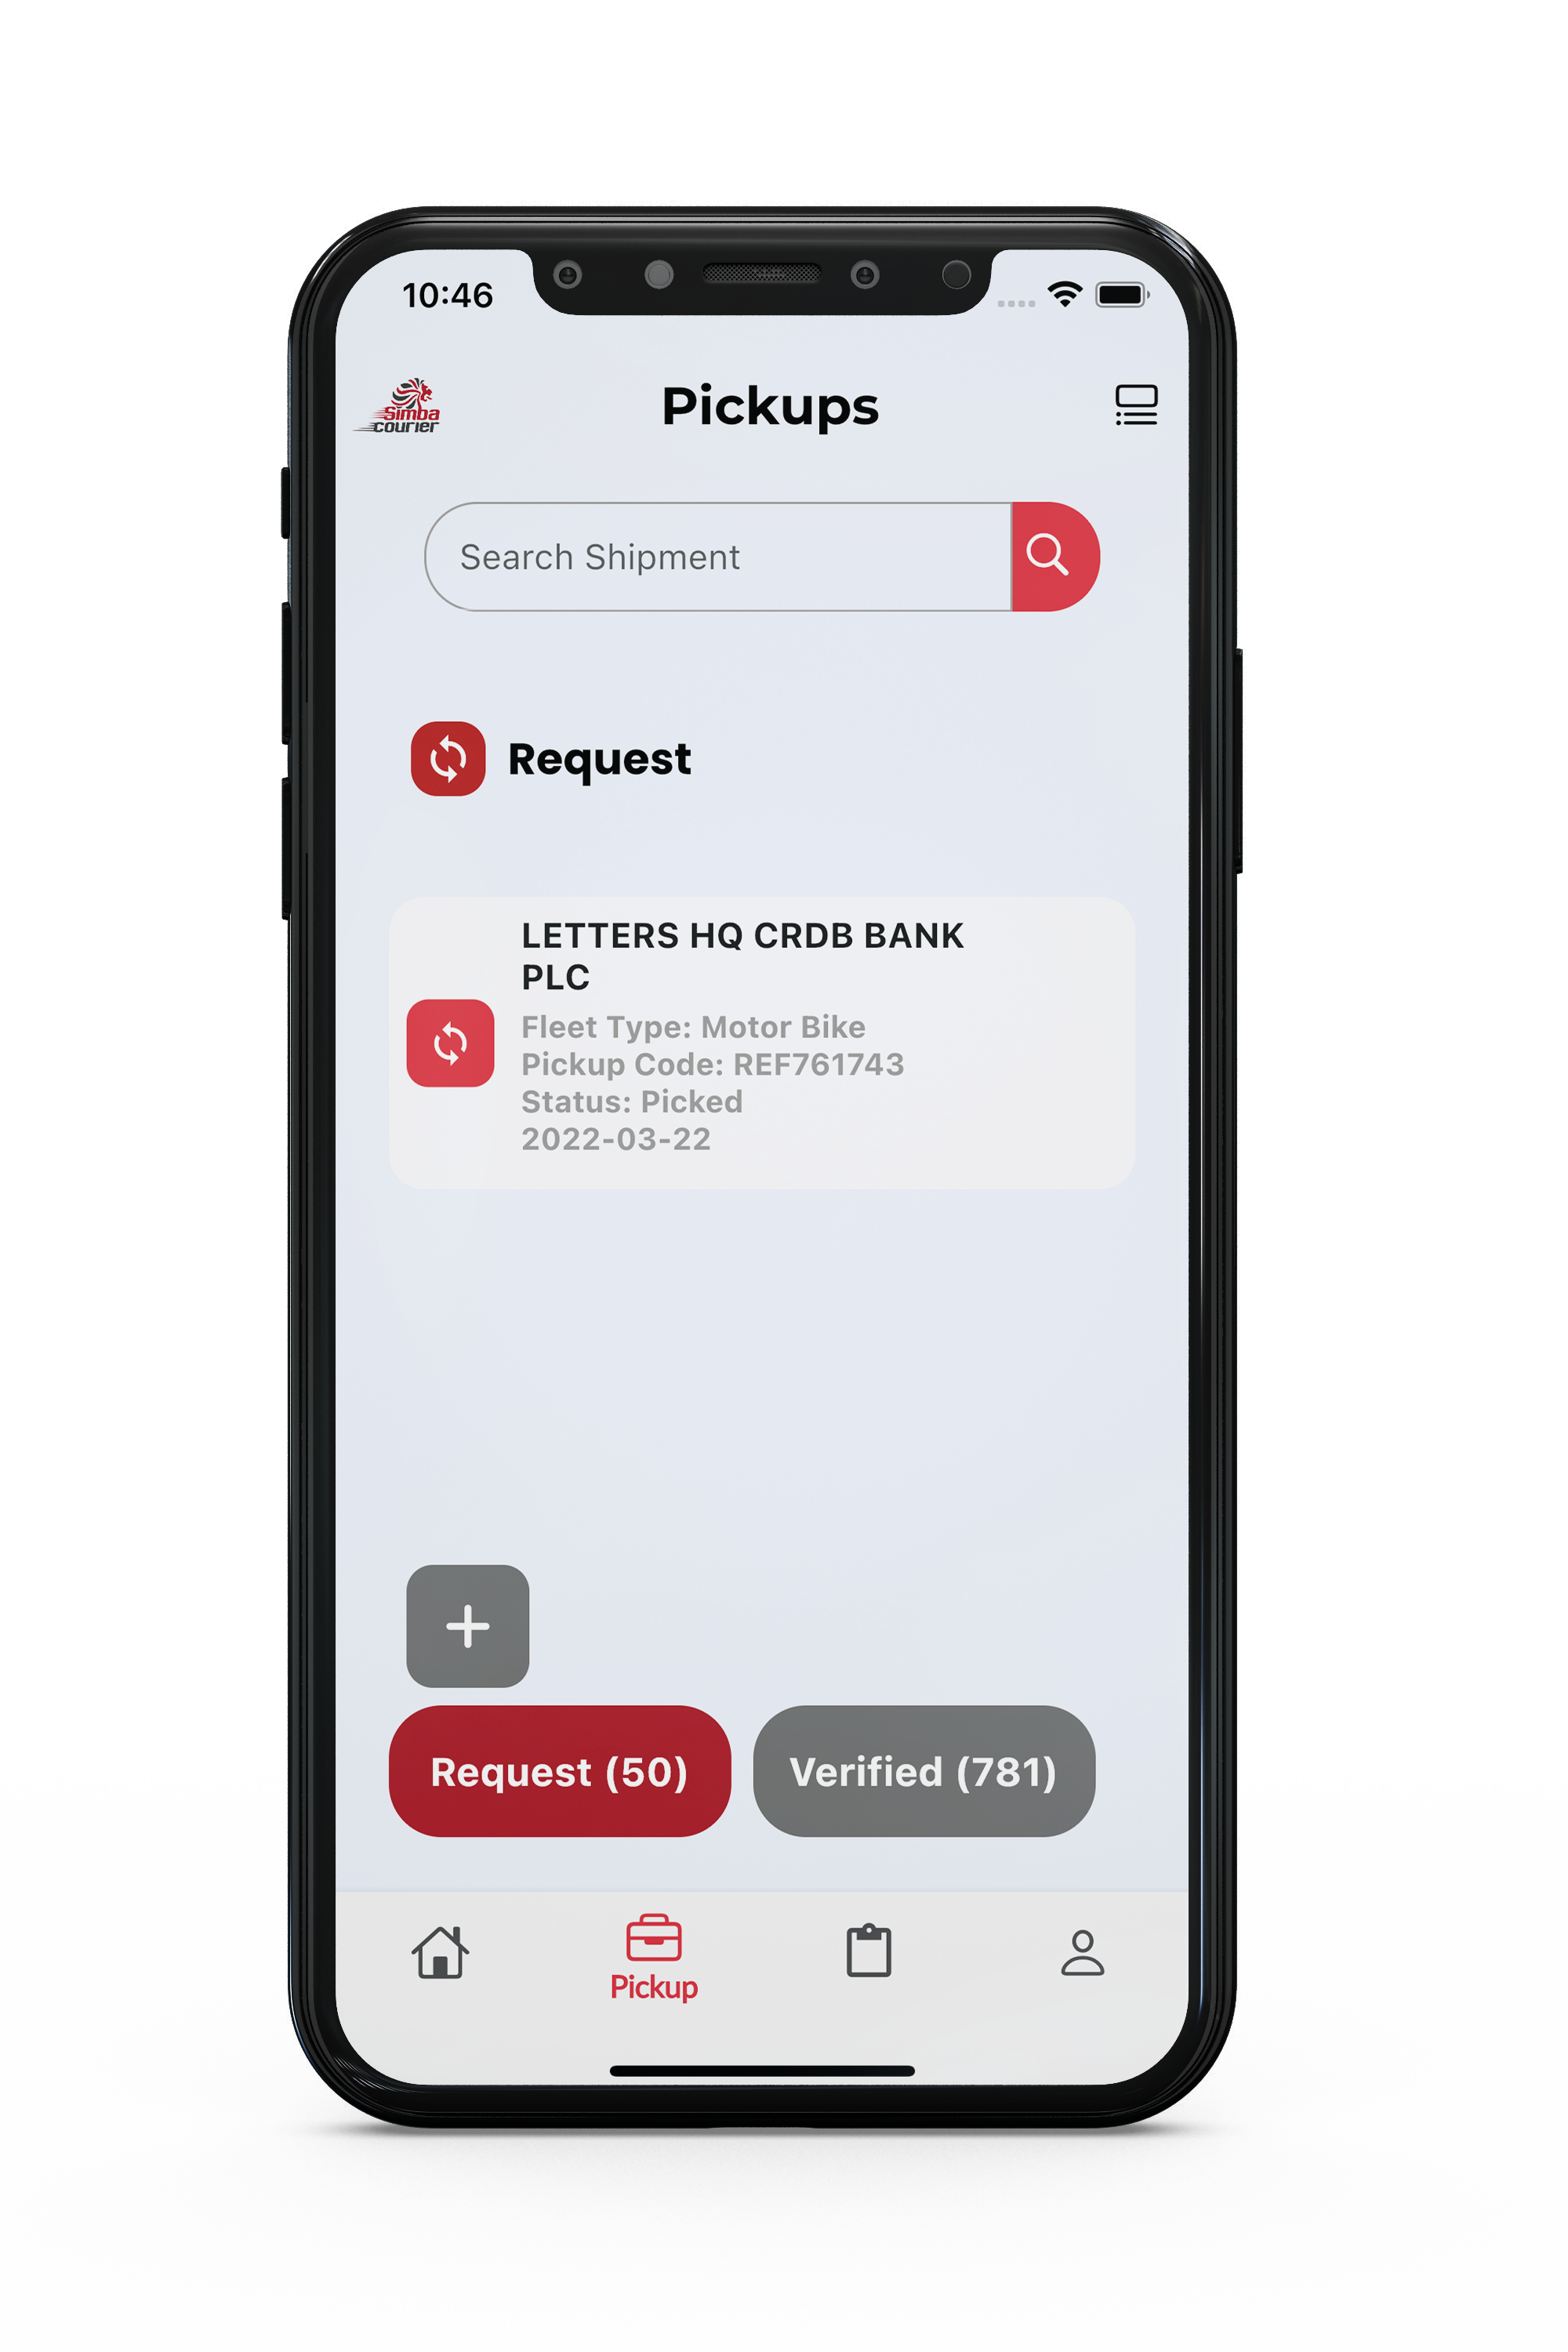 10:46
Simba
courier
Pickups
Search Shipment
Request
LETTERS HQ CRDB BANK
PLC
Fleet Type: Motor Bike
Pickup Code: REF761743
Status: Picked
2022-03-22
Request (50)
Verified (781)
Pickup